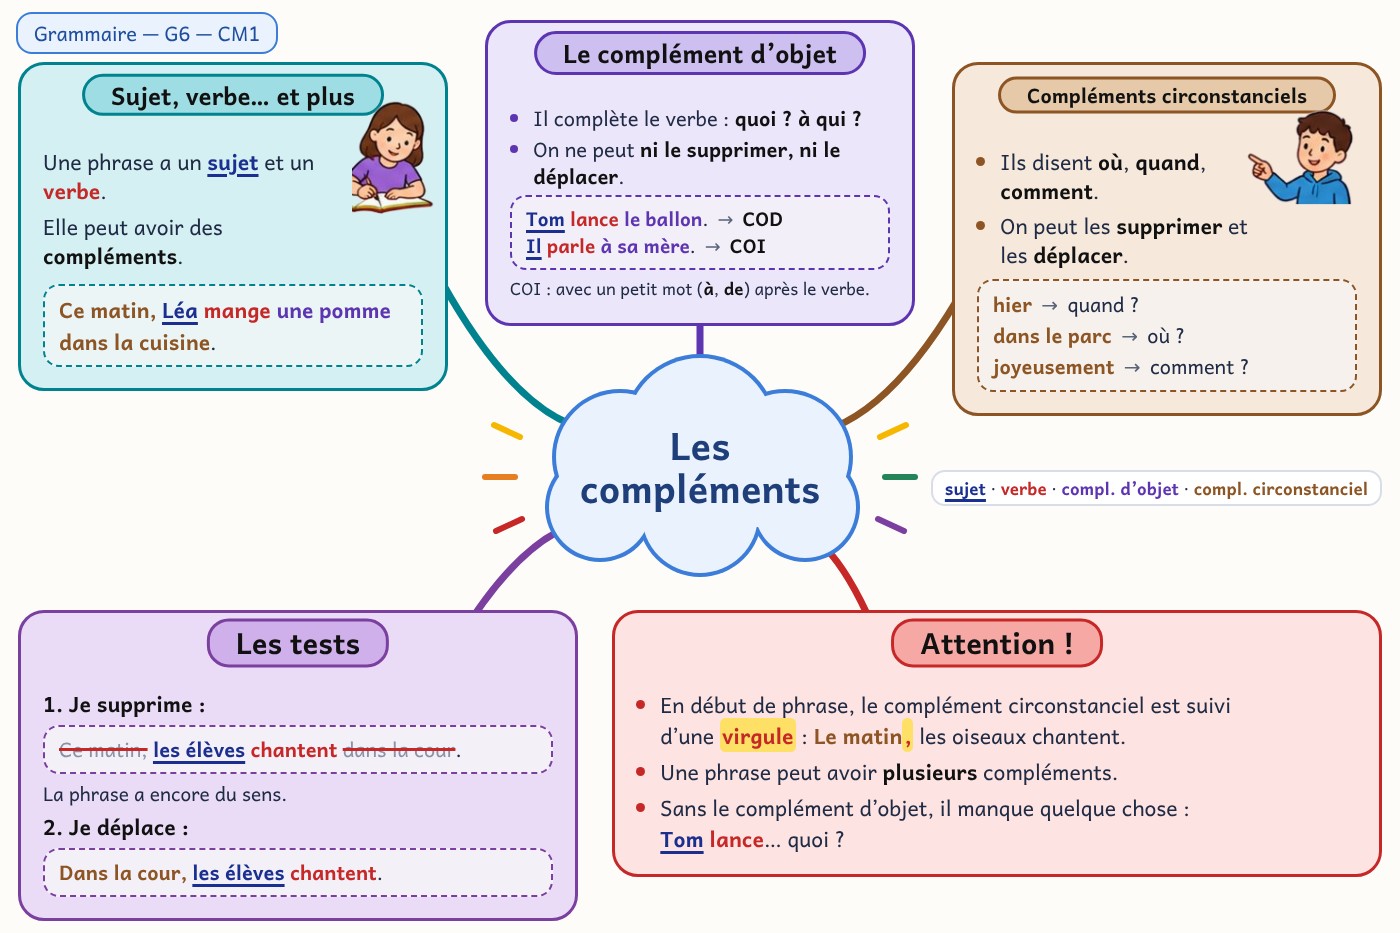 Grammaire — G6 — CM1
Sujet, verbe... et plus
Une phrase a un sujet et un
verbe.
Elle peut avoir des
compléments.
Ce matin, Léa mange une pomme
dans la cuisine.
Le complément d’objet
• Il complète le verbe : quoi ? à qui ?
• On ne peut ni le supprimer, ni le
déplacer.
Tom lance le ballon. → COD
Il parle à sa mère. → COI
COI : avec un petit mot (à, de) après le verbe.
Compléments circonstanciels
• Ils disent où, quand,
comment.
• On peut les supprimer et
les déplacer.
hier → quand ?
dans le parc → où ?
joyeusement → comment ?
Les
compléments
sujet · verbe · compl. d’objet · compl. circonstanciel
Les tests
1. Je supprime :
Ce matin, les élèves chantent dans la cour.
La phrase a encore du sens.
2. Je déplace :
Dans la cour, les élèves chantent.
Attention !
• En début de phrase, le complément circonstanciel est suivi
d’une virgule : Le matin, les oiseaux chantent.
• Une phrase peut avoir plusieurs compléments.
• Sans le complément d’objet, il manque quelque chose :
Tom lance... quoi ?